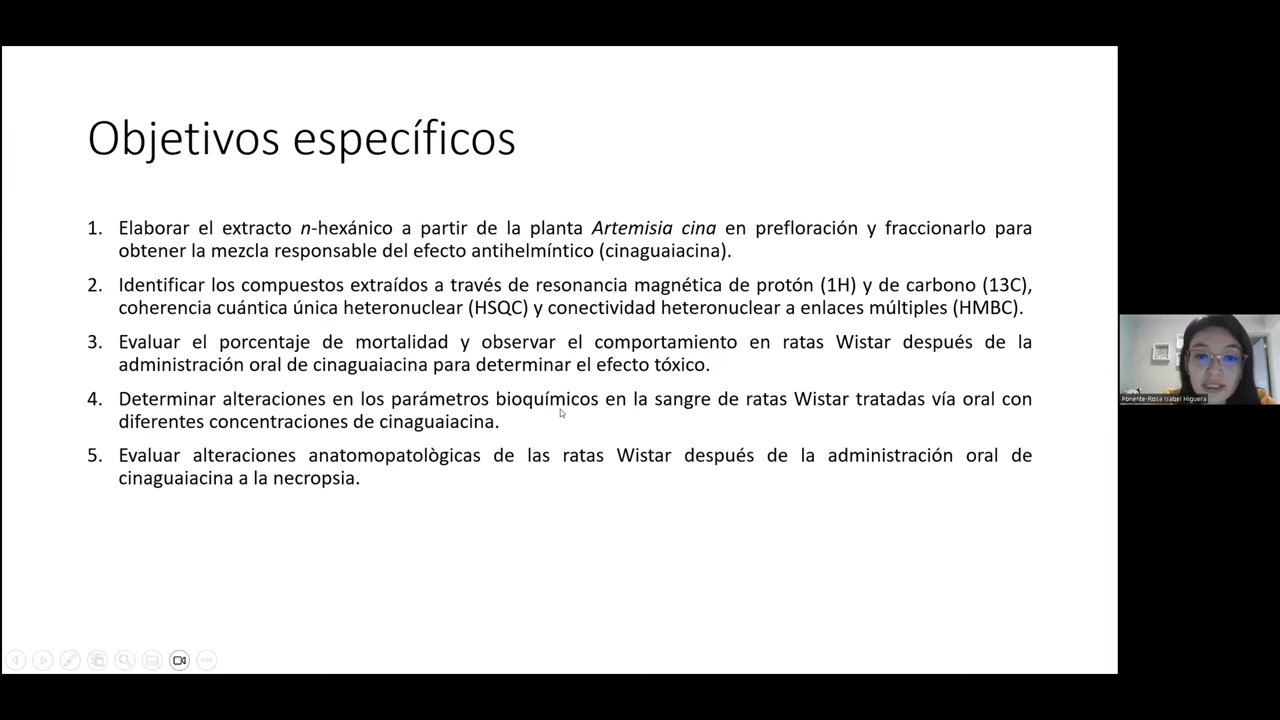 Objetivos específicos
1. Elaborar el extracto n-hexánico a partir de la planta Artemisia cina en prefloración y fraccionarlo para
obtener la mezcla responsable del efecto antihelmíntico (cinaguaiacina).
2. Identificar los compuestos extraídos a través de resonancia magnética de protón (1H) y de carbono (13C),
coherencia cuántica única heteronuclear (HSQC) y conectividad heteronuclear a enlaces múltiples (HMBC).
3. Evaluar el porcentaje de mortalidad y observar el comportamiento en ratas Wistar después de la
administración oral de cinaguaiacina para determinar el efecto tóxico.
4. Determinar alteraciones en los parámetros bioquímicos en la sangre de ratas Wistar tratadas vía oral con
diferentes concentraciones de cinaguaiacina.
5. Evaluar alteraciones anatomopatològicas de las ratas Wistar después de la administración oral de
cinaguaiacina a la necropsia.
Ponente-Rosa Isabel Higuera